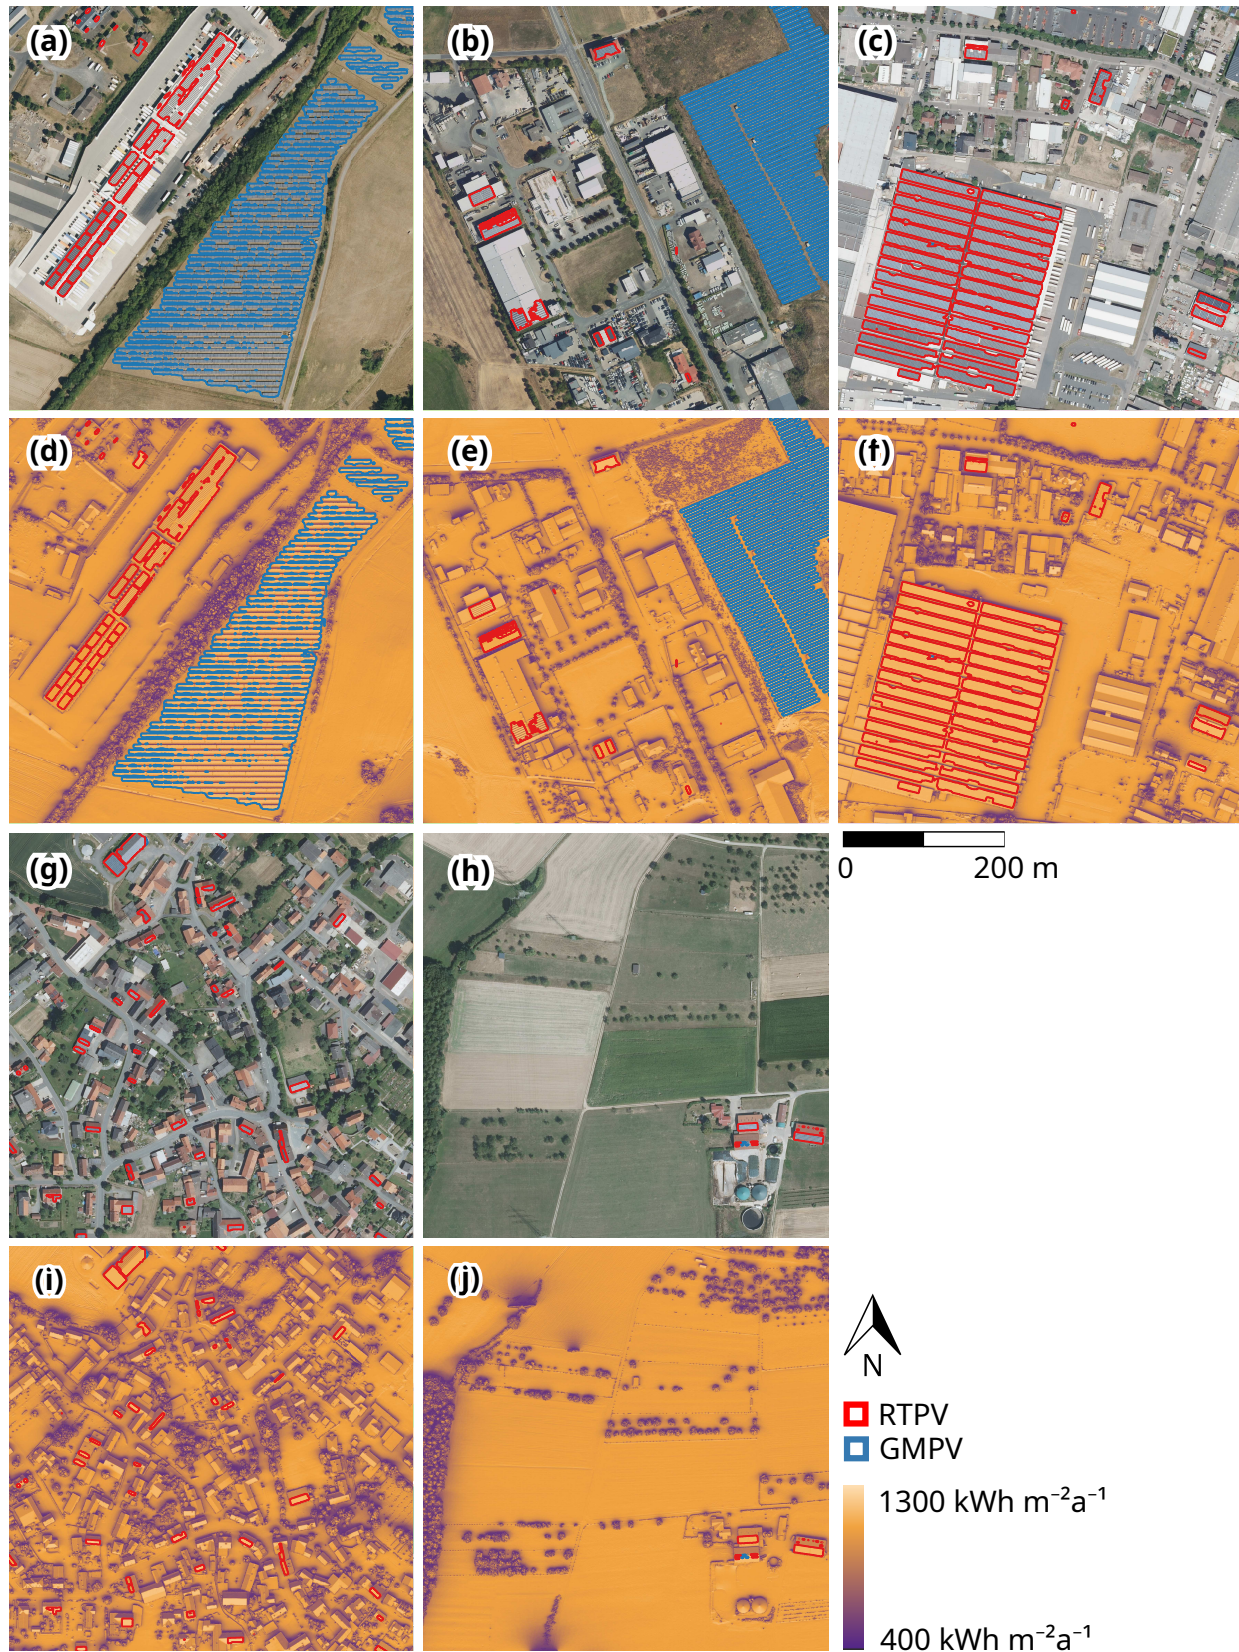 (a)
(b)
(c)
(d)
(e)
(f)
(g)
(h)
0 200 m
(i)
(j)
N
RTPV
GMPV
1300 kWh m⁻²a⁻¹
400 kWh m⁻²a⁻¹